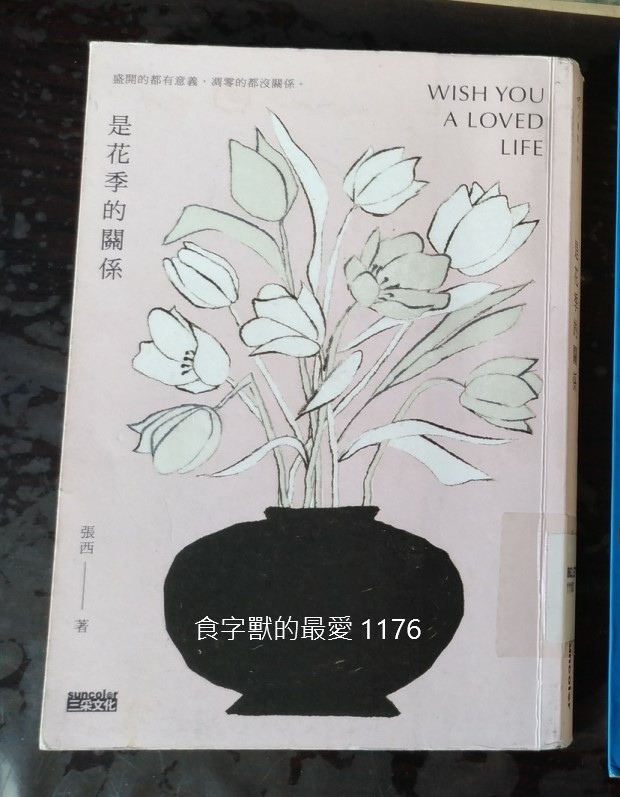 盛開的都有意義，凋零的都沒關係。
WISH YOU
A LOVED
LIFE
是花季的關係
張西
著
食字獸的最愛 1176
suncolor
三采文化